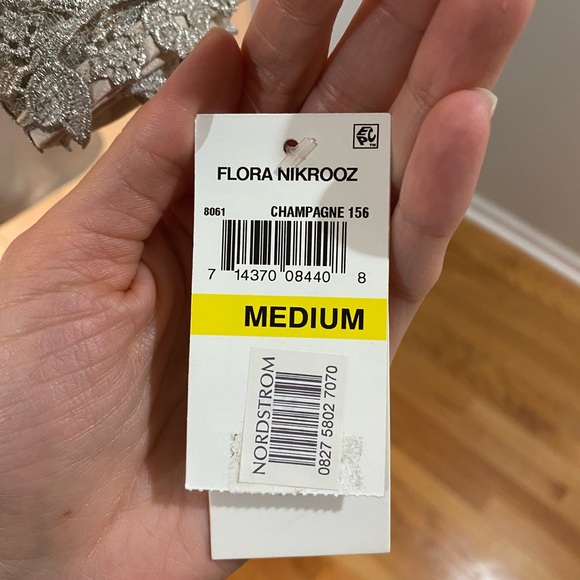 FLORA NIKROOZ
8061 CHAMPAGNE 156
7 14370 08440 8
MEDIUM
NORDSTROM
0827 5802 7070